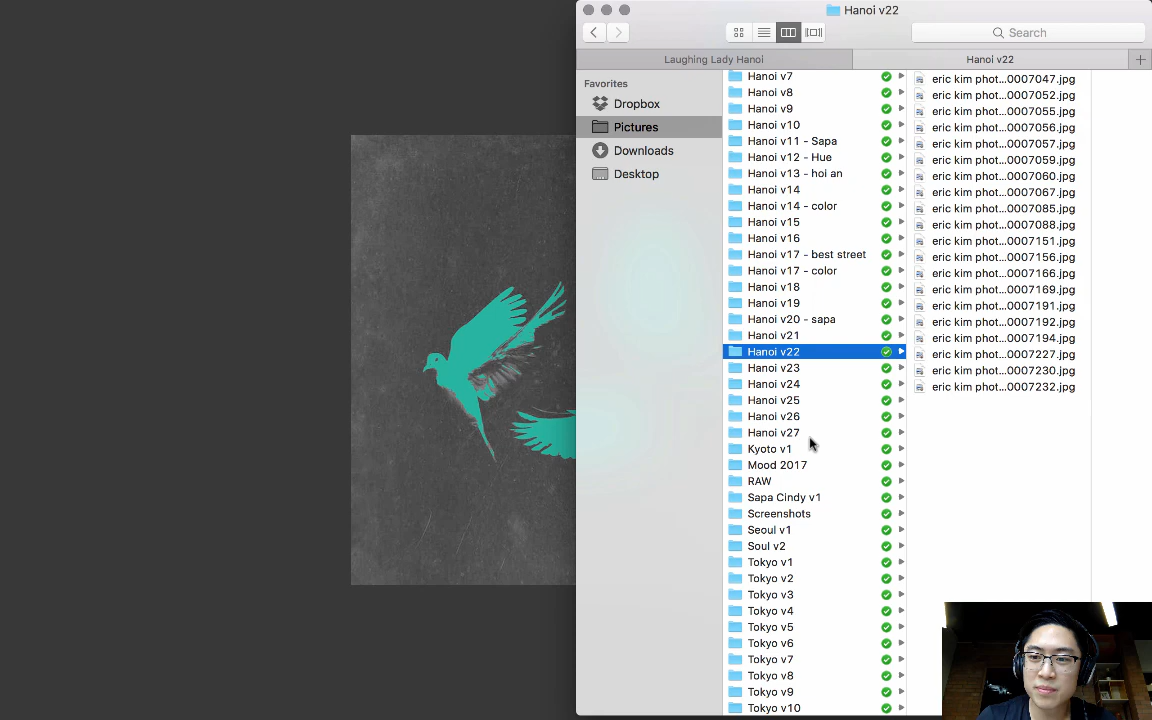 Hanoi v22
Search
Laughing Lady Hanoi
Hanoi v22
+
Favorites
Dropbox
Pictures
Downloads
Desktop
Hanoi v7
Hanoi v8
Hanoi v9
Hanoi v10
Hanoi v11 - Sapa
Hanoi v12 - Hue
Hanoi v13 - hoi an
Hanoi v14
Hanoi v14 - color
Hanoi v15
Hanoi v16
Hanoi v17 - best street
Hanoi v17 - color
Hanoi v18
Hanoi v19
Hanoi v20 - sapa
Hanoi v21
Hanoi v22
Hanoi v23
Hanoi v24
Hanoi v25
Hanoi v26
Hanoi v27
Kyoto v1
Mood 2017
RAW
Sapa Cindy v1
Screenshots
Seoul v1
Soul v2
Tokyo v1
Tokyo v2
Tokyo v3
Tokyo v4
Tokyo v5
Tokyo v6
Tokyo v7
Tokyo v8
Tokyo v9
Tokyo v10
eric kim phot...0007047.jpg
eric kim phot...0007052.jpg
eric kim phot...0007055.jpg
eric kim phot...0007056.jpg
eric kim phot...0007057.jpg
eric kim phot...0007059.jpg
eric kim phot...0007060.jpg
eric kim phot...0007067.jpg
eric kim phot...0007085.jpg
eric kim phot...0007088.jpg
eric kim phot...0007151.jpg
eric kim phot...0007156.jpg
eric kim phot...0007166.jpg
eric kim phot...0007169.jpg
eric kim phot...0007191.jpg
eric kim phot...0007192.jpg
eric kim phot...0007194.jpg
eric kim phot...0007227.jpg
eric kim phot...0007230.jpg
eric kim phot...0007232.jpg